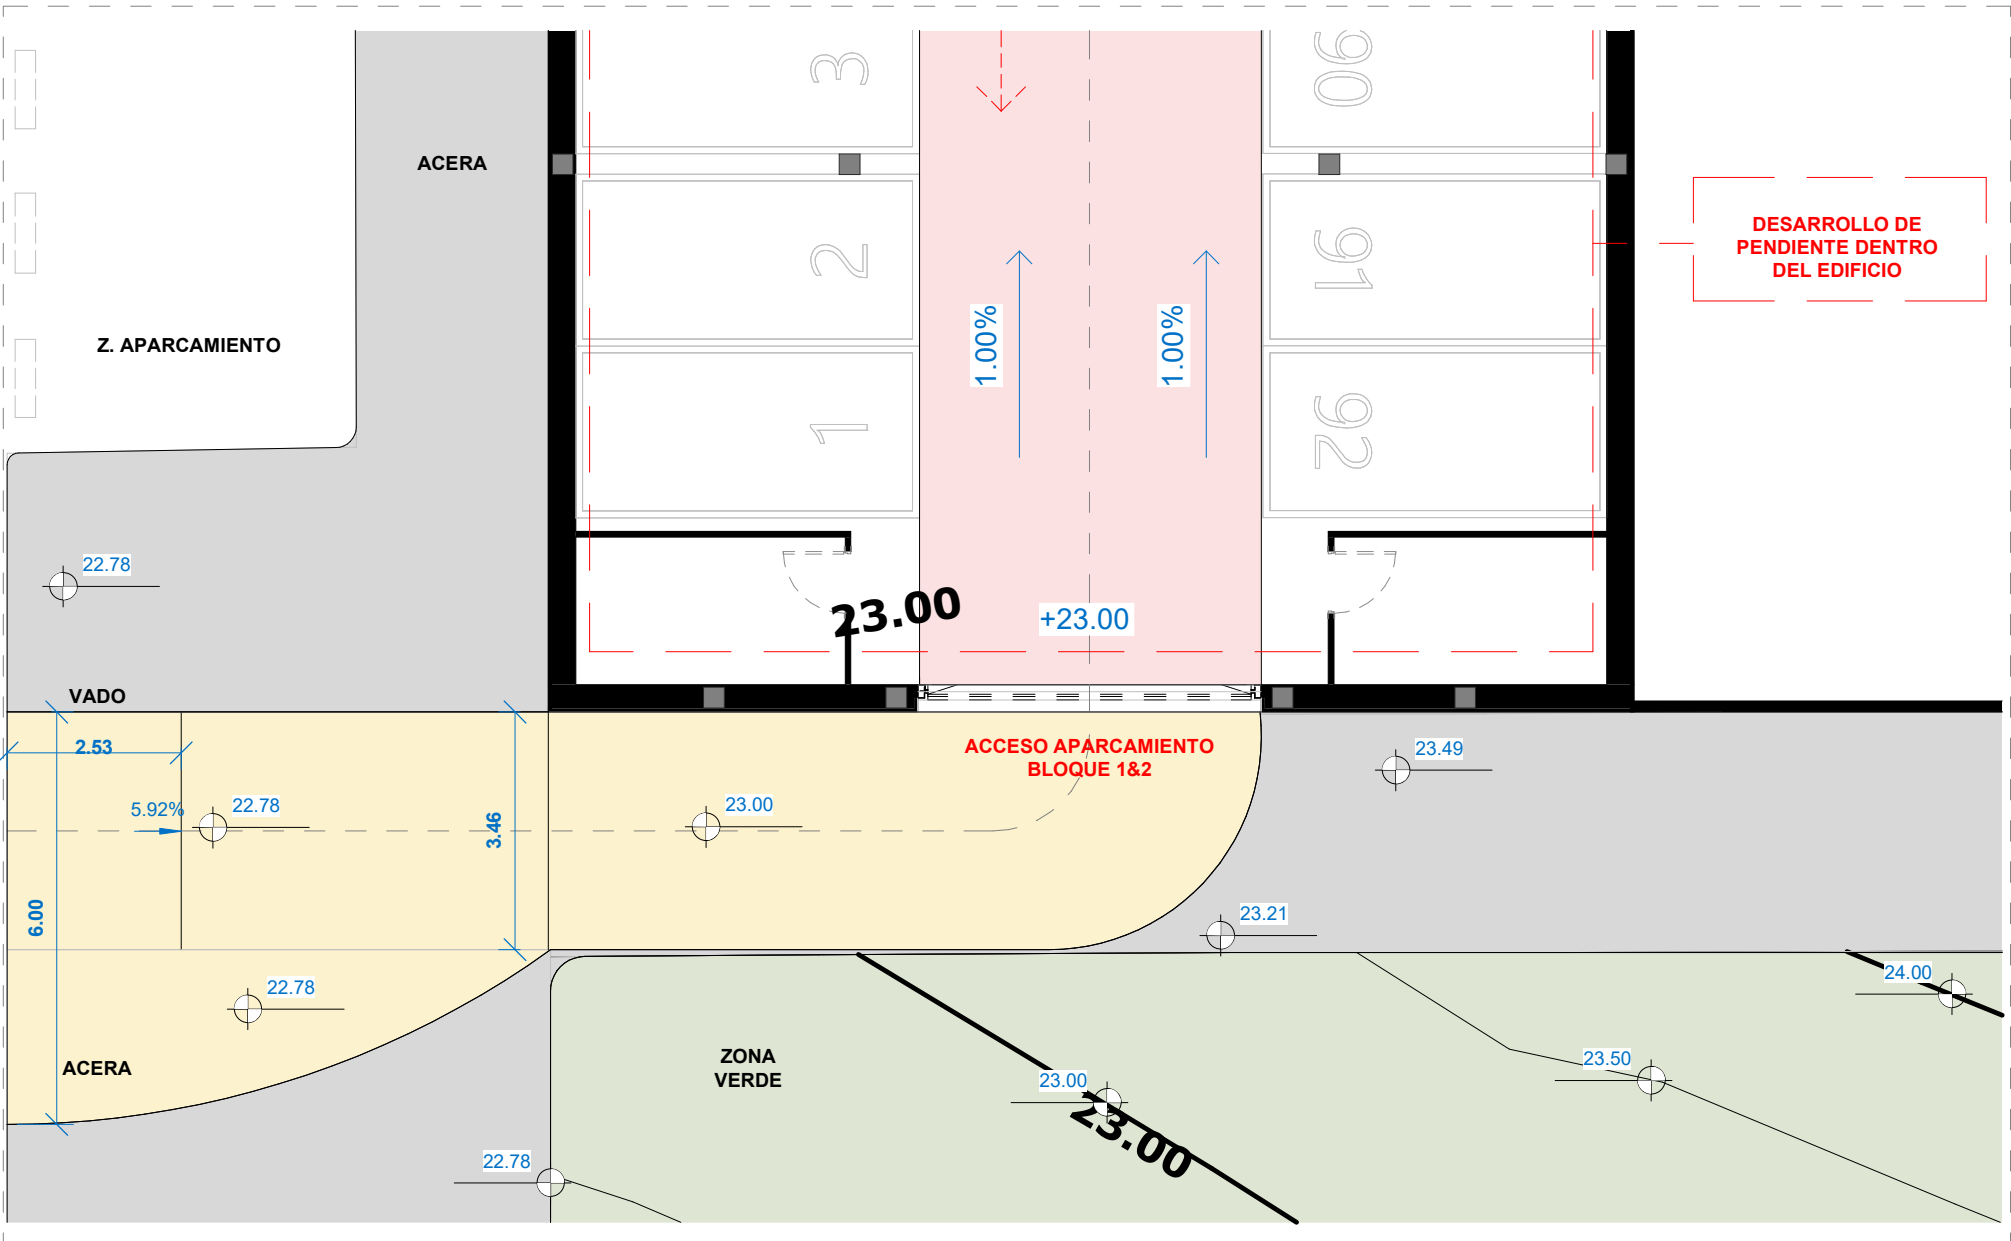 3
90
ACERA
DESARROLLO DE
PENDIENTE DENTRO
DEL EDIFICIO
2
91
1.00%
1.00%
Z. APARCAMIENTO
1
92
22.78
23.00
+23.00
VADO
2.53
ACCESO APARCAMIENTO
BLOQUE 1&2
23.49
5.92%
22.78
23.00
3.46
6.00
23.21
22.78
24.00
ACERA
ZONA
VERDE
23.00
23.50
23.00
22.78